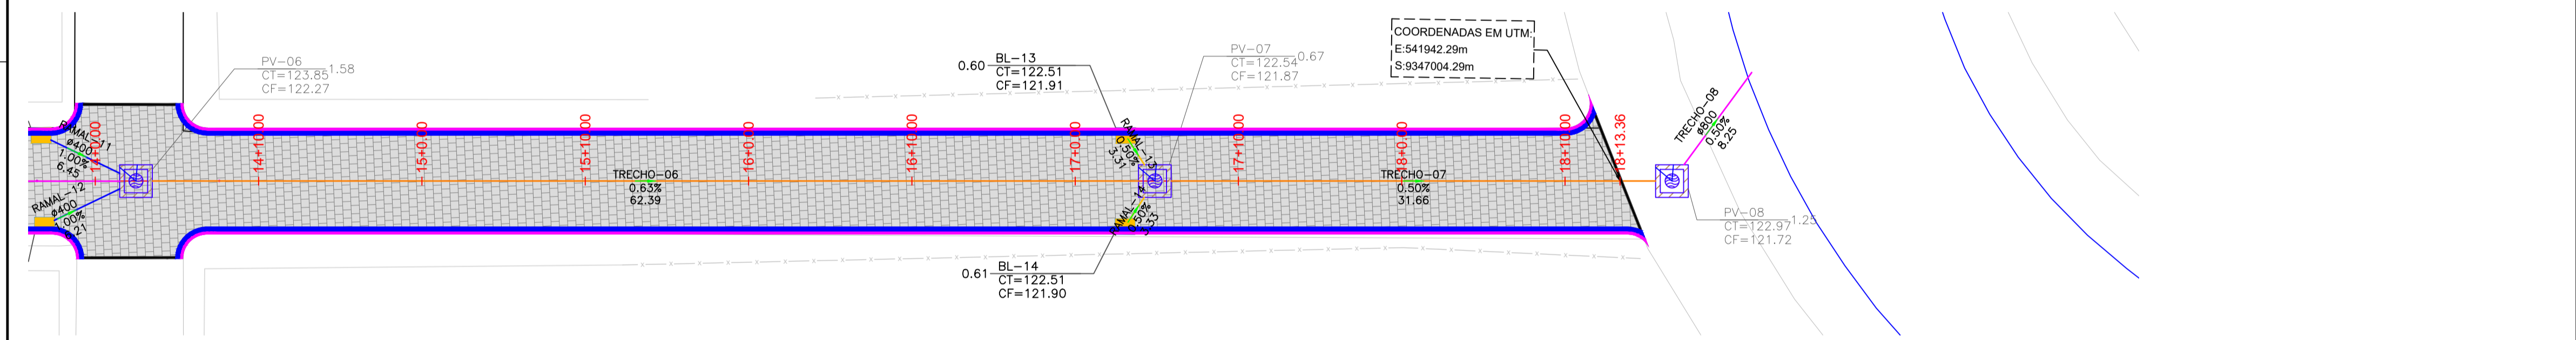 PV-06
CT=123.85
CF=122.27
1.58
RAMAL-11
ø400
1.00%
6.45
RAMAL-12
ø400
14+0.00
14+10.00
15+0.00
15+10.00
16+0.00
16+10.00
17+0.00
17+10.00
18+0.00
18+10.00
18+13.36
TRECHO-06
0.63%
62.39
0.60
BL-13
CT=122.51
CF=121.91
PV-07
CT=122.54
CF=121.87
0.67
RAMAL-13
0.50%
3.31
RAMAL-14
0.50%
3.33
0.61
BL-14
CT=122.51
CF=121.90
TRECHO-07
0.50%
31.66
COORDENADAS EM UTM:
E:541942.29m
S:9347004.29m
TRECHO-08
ø800
0.50%
8.25
PV-08
CT=122.97
CF=121.72
1.25